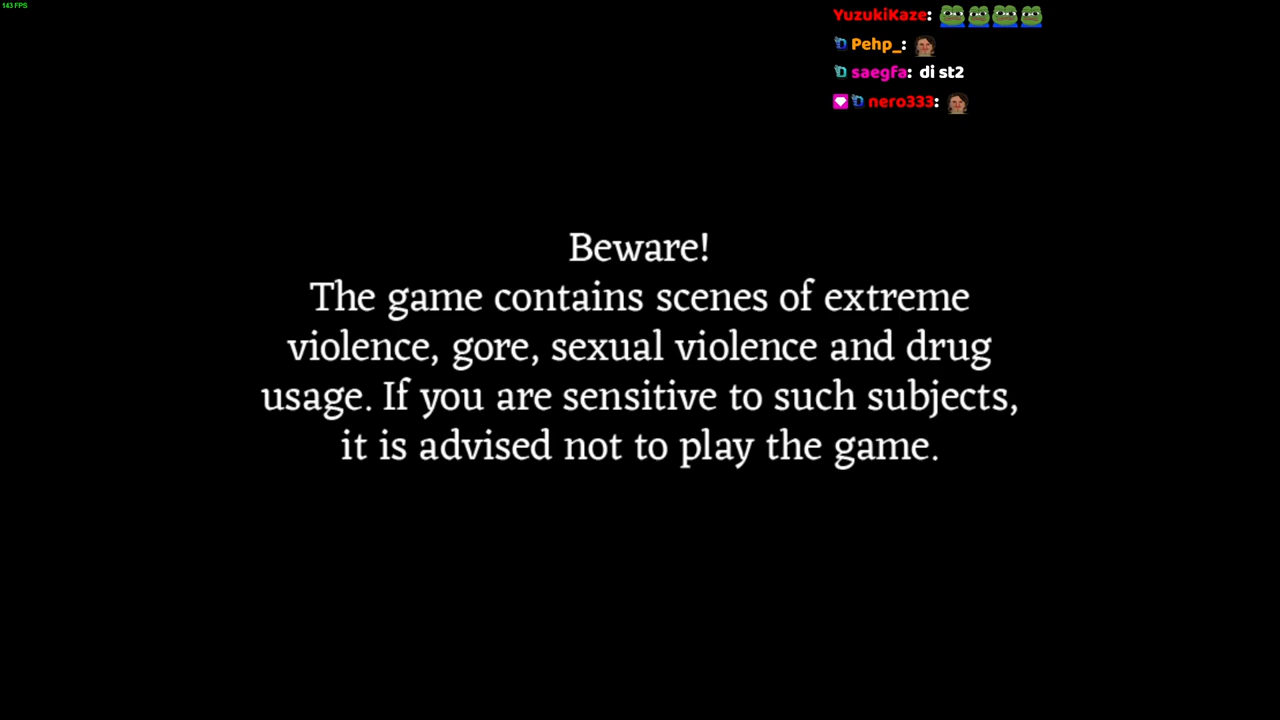 143 FPS
YuzukiKaze:
Pehp_:
saegfa: di st2
nero333:
Beware!
The game contains scenes of extreme
violence, gore, sexual violence and drug
usage. If you are sensitive to such subjects,
it is advised not to play the game.